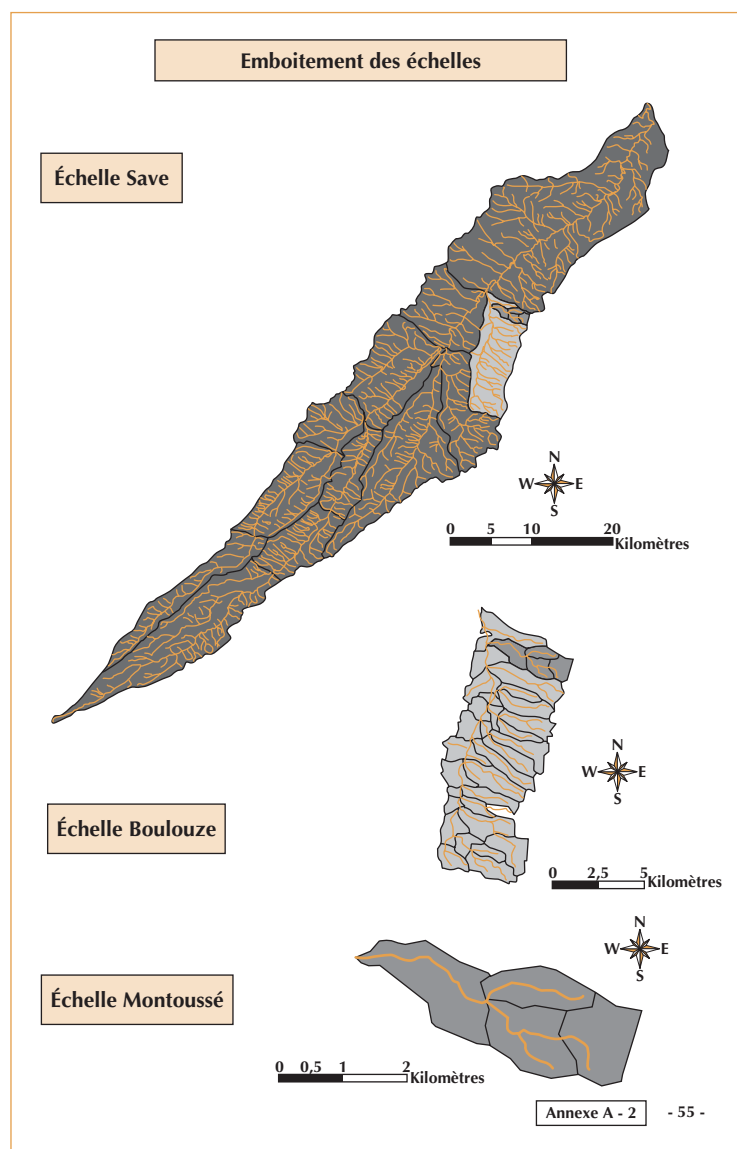 Emboitement des échelles
Échelle Save
N
W E
S
0 5 10 20
Kilomètres
N
W E
S
Échelle Boulouze
0 2,5 5
Kilomètres
N
W E
S
Échelle Montoussé
0 0,5 1 2
Kilomètres
Annexe A - 2 - 55 -